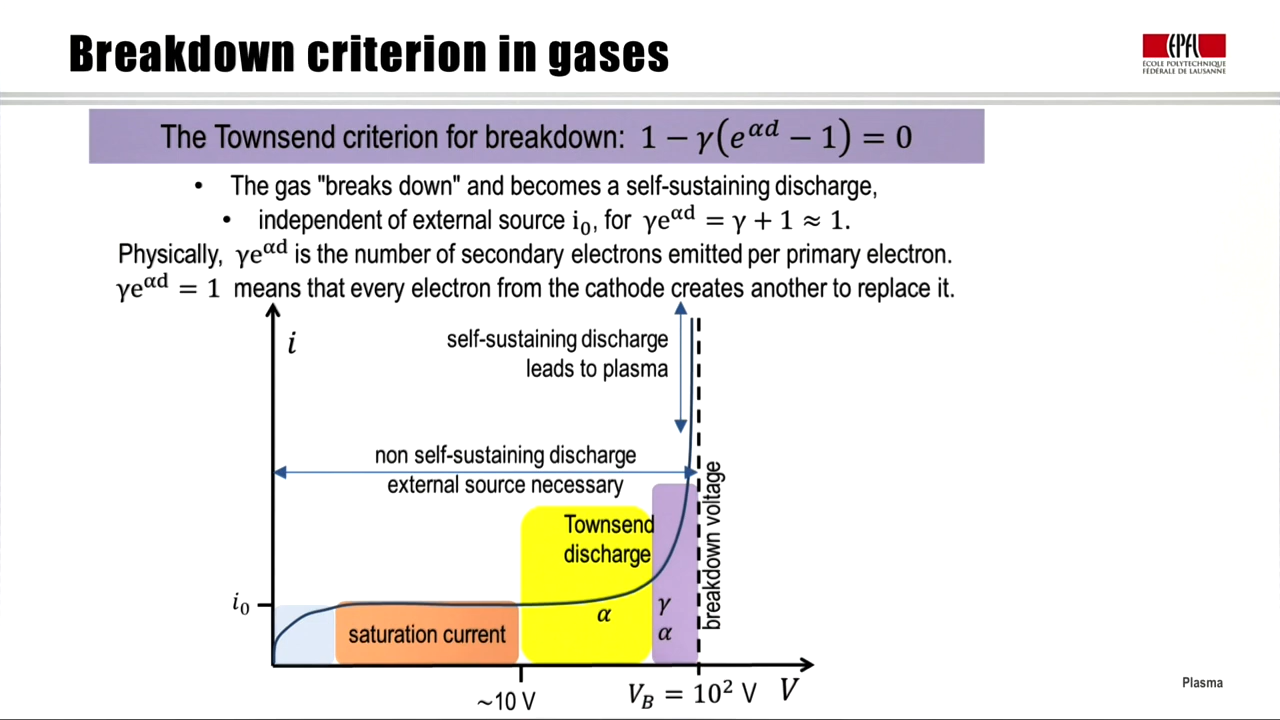 Breakdown criterion in gases
EPFL
ÉCOLE POLYTECHNIQUE
FÉDÉRALE DE LAUSANNE
The Townsend criterion for breakdown: 1 − γ(e^{αd} − 1) = 0
• The gas "breaks down" and becomes a self-sustaining discharge,
• independent of external source i₀, for γe^{αd} = γ + 1 ≈ 1.
Physically, γe^{αd} is the number of secondary electrons emitted per primary electron.
γe^{αd} = 1 means that every electron from the cathode creates another to replace it.
i
self-sustaining discharge
leads to plasma
non self-sustaining discharge
external source necessary
Townsend
discharge
breakdown voltage
i₀
α
γ
α
saturation current
~10 V
V_B = 10² V
V
Plasma